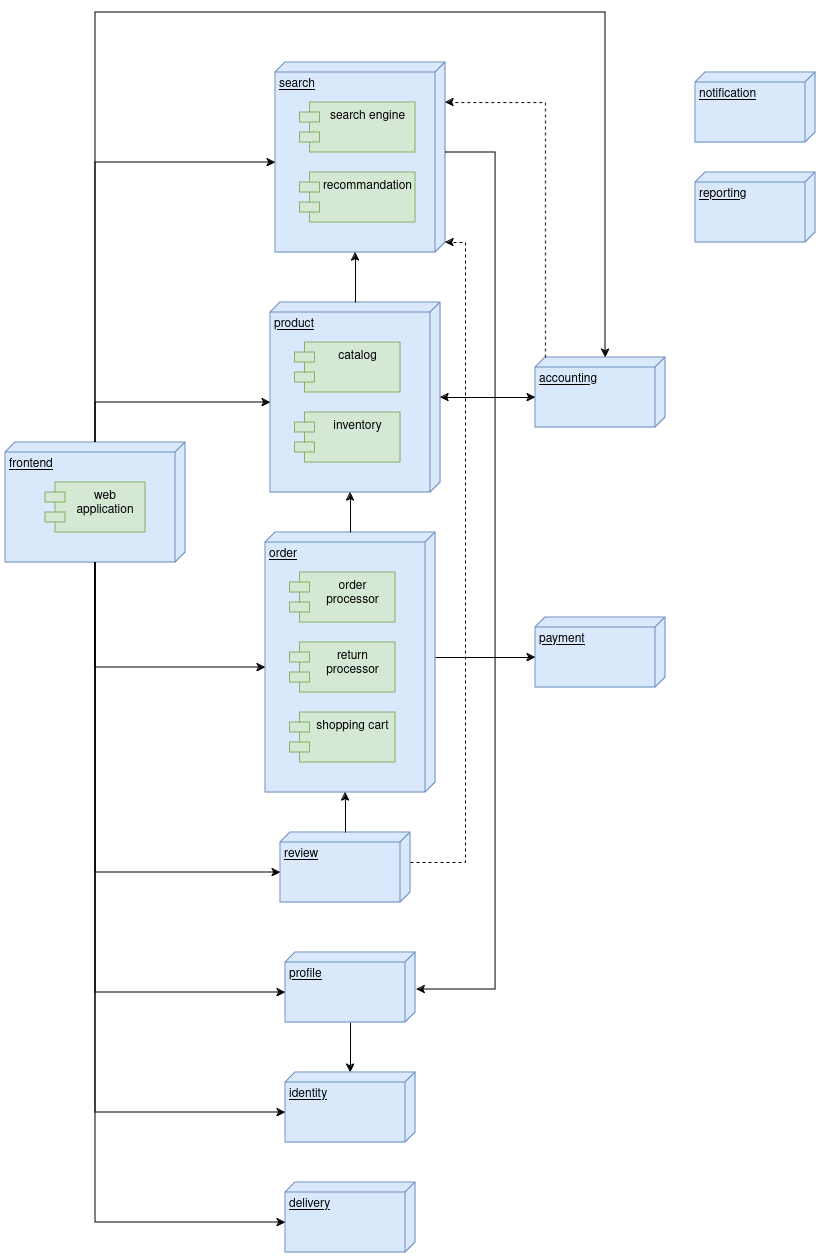 search
search engine
recommandation
notification
reporting
product
catalog
inventory
accounting
frontend
web
application
order
order
processor
return
processor
shopping cart
payment
review
profile
identity
delivery